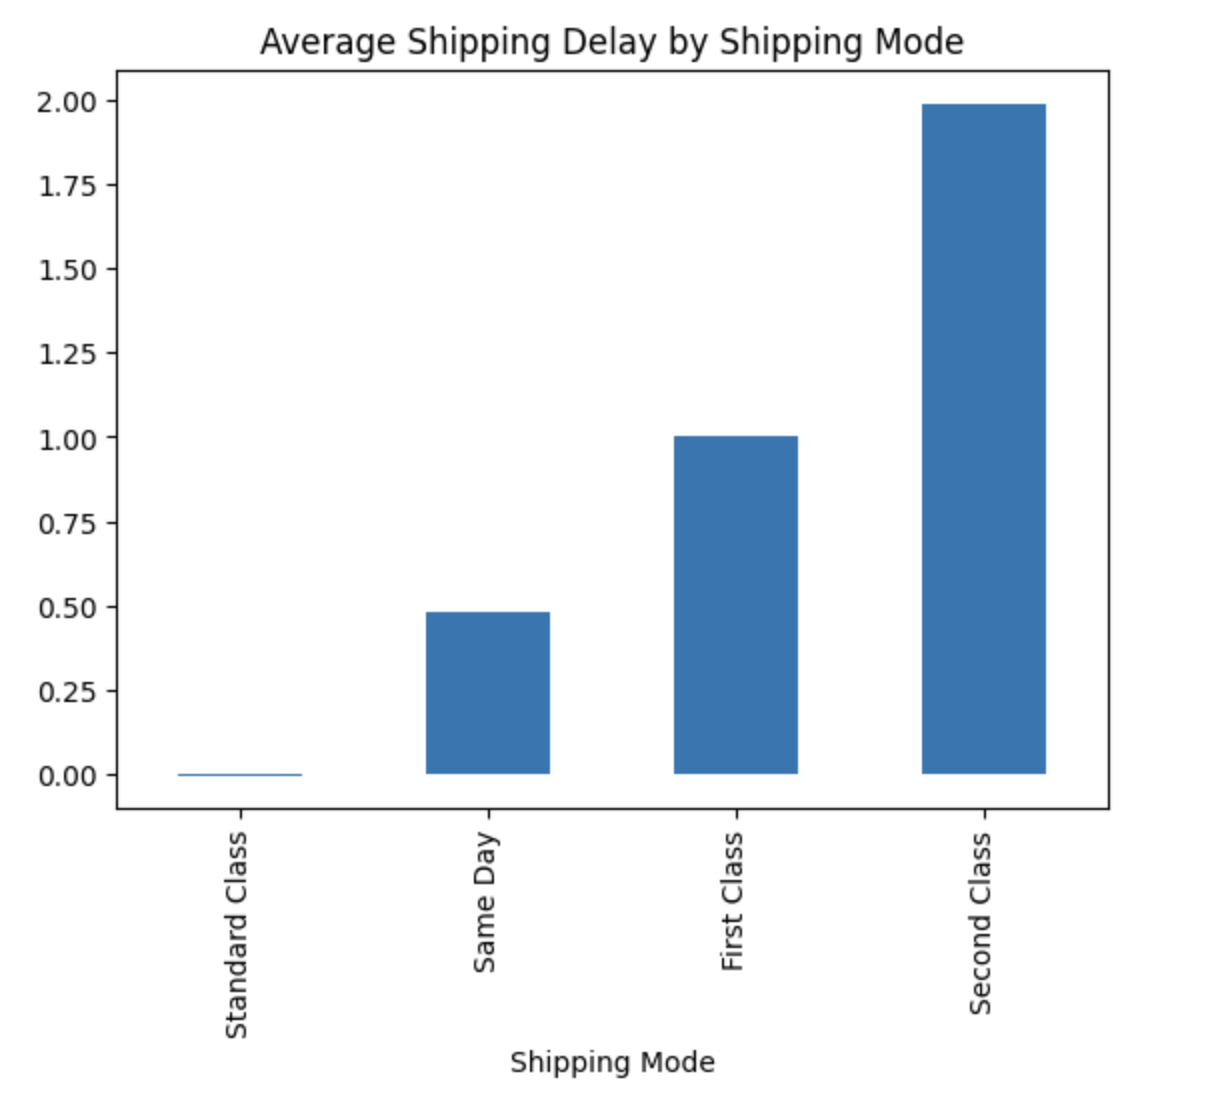 Average Shipping Delay by Shipping Mode
2.00
1.75
1.50
1.25
1.00
0.75
0.50
0.25
0.00
Standard Class
Same Day
First Class
Second Class
Shipping Mode